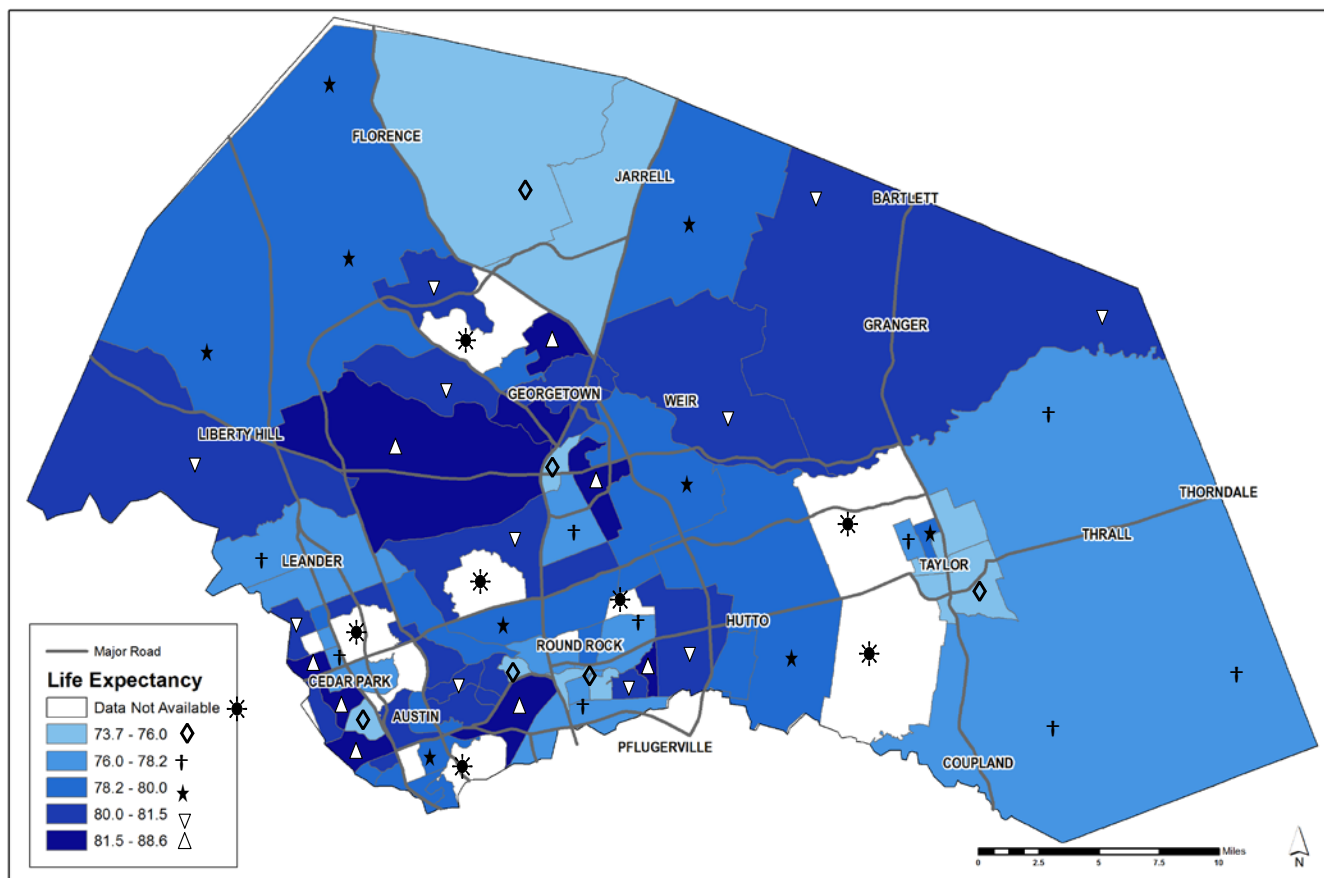 FLORENCE
JARRELL
BARTLETT
GRANGER
GEORGETOWN
WEIR
LIBERTY HILL
THORNDALE
THRALL
LEANDER
TAYLOR
HUTTO
ROUND ROCK
CEDAR PARK
AUSTIN
PFLUGERVILLE
COUPLAND
Major Road
Life Expectancy
Data Not Available
73.7 - 76.0
76.0 - 78.2
78.2 - 80.0
80.0 - 81.5
81.5 - 88.6
Miles
0 2.5 5 7.5 10
N